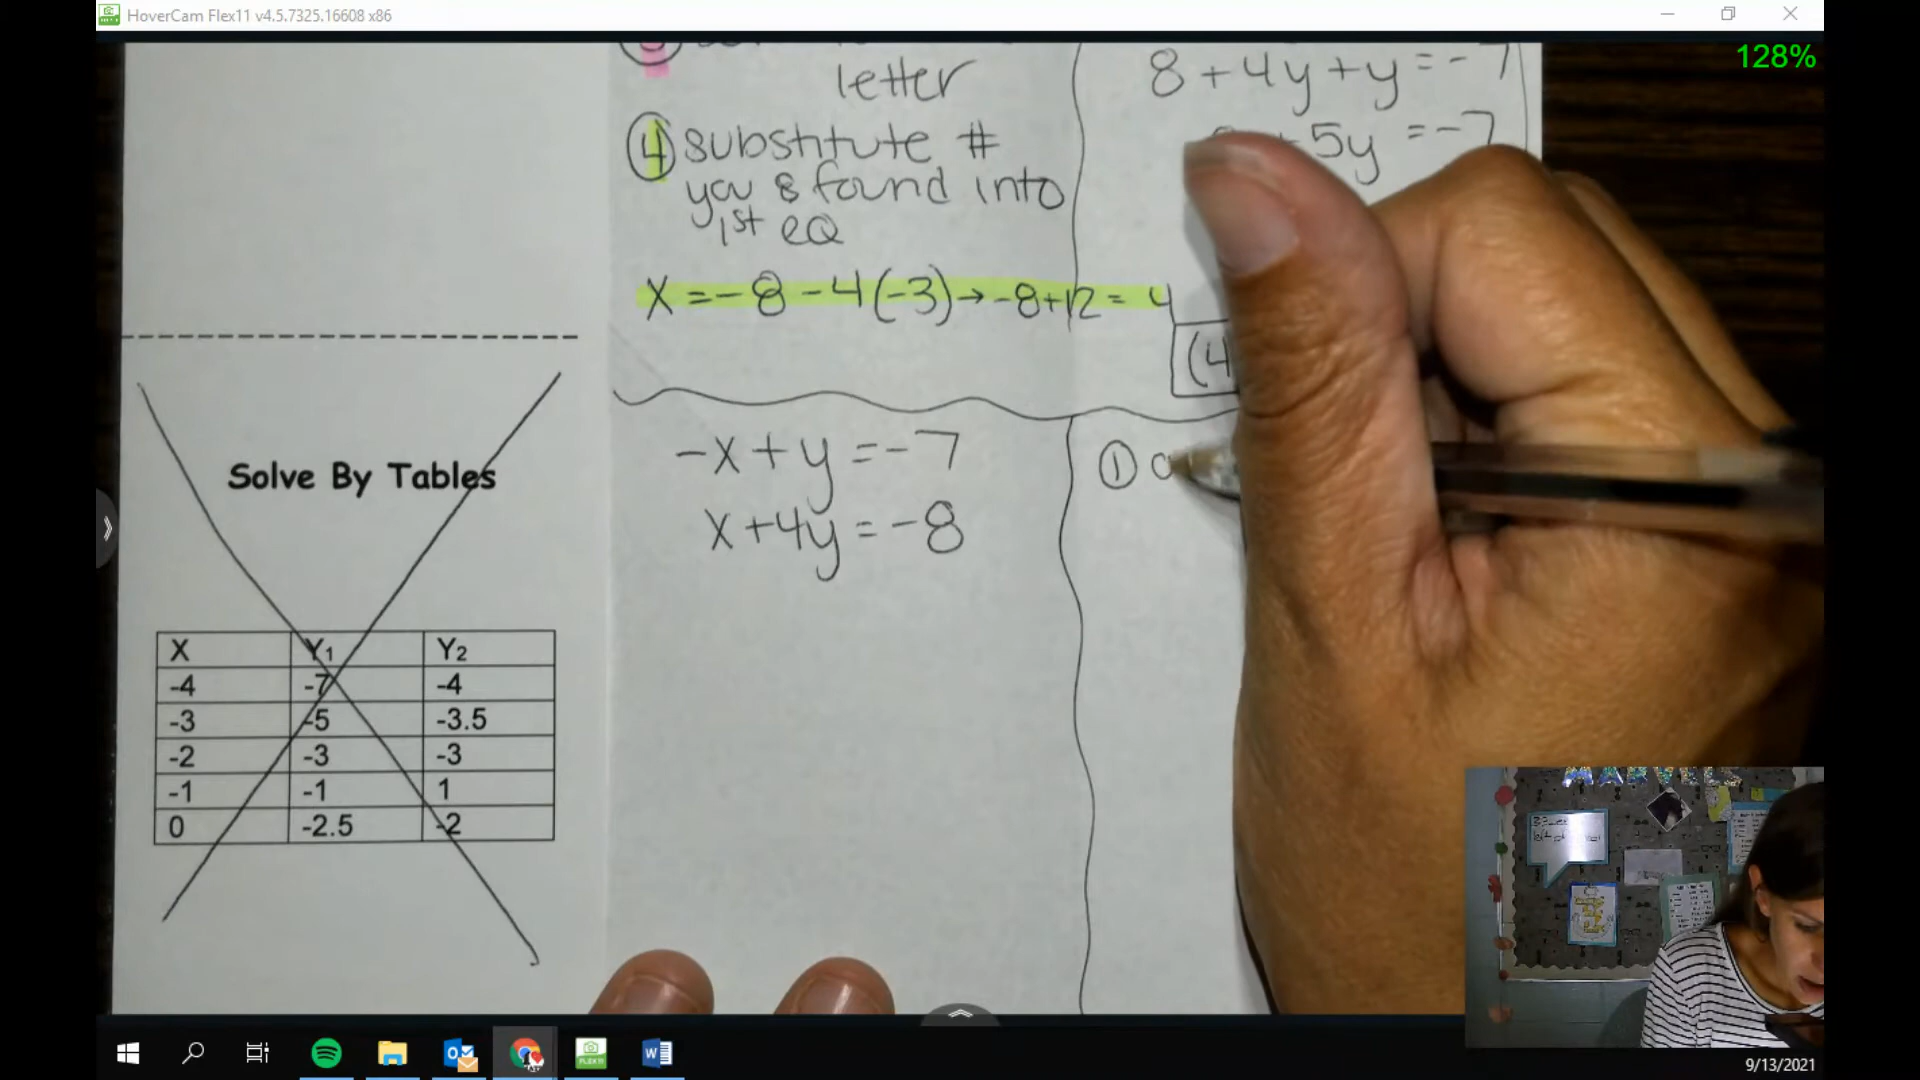 HoverCam Flex11 v4.5.7325.16608 x86
128%
letter
④ substitute #
you found into
1st eQ
X = -8 - 4(-3) → -8+12 = 4
8 + 4y + y = -7
+ 5y = -7
(4
Solve By Tables
X Y₁ Y₂
-4 -7 -4
-3 -5 -3.5
-2 -3 -3
-1 -1 1
0 -2.5 -2
-x + y = -7
x + 4y = -8
①
FLEX11
9/13/2021